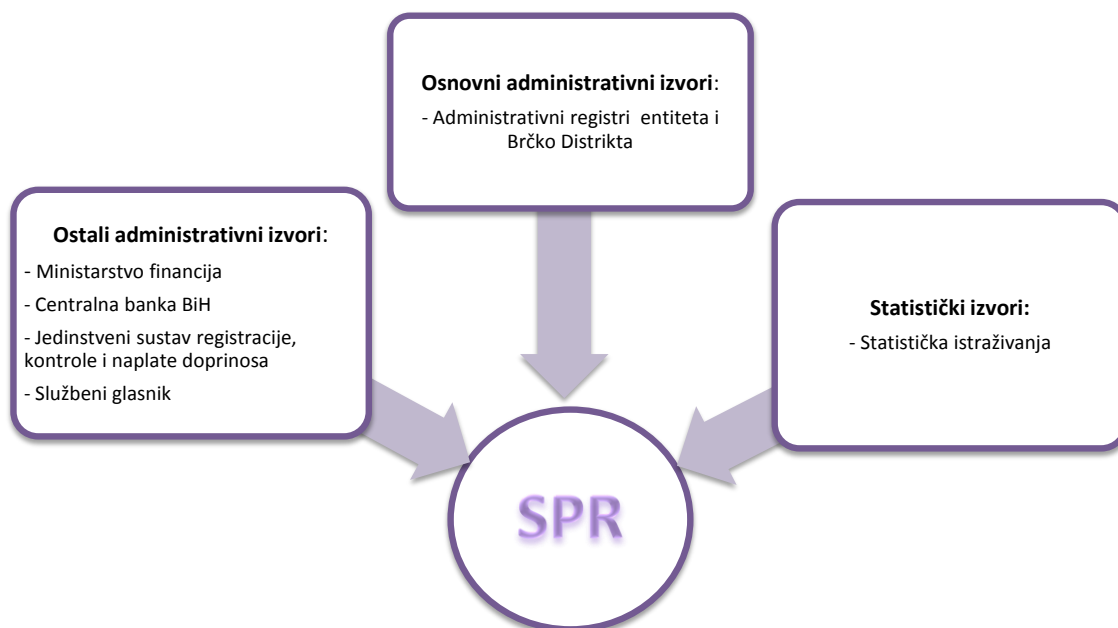 Osnovni administrativni izvori:
- Administrativni registri entiteta i
Brčko Distrikta
Ostali administrativni izvori:
- Ministarstvo financija
- Centralna banka BiH
- Jedinstveni sustav registracije,
kontrole i naplate doprinosa
- Službeni glasnik
Statistički izvori:
- Statistička istraživanja
SPR